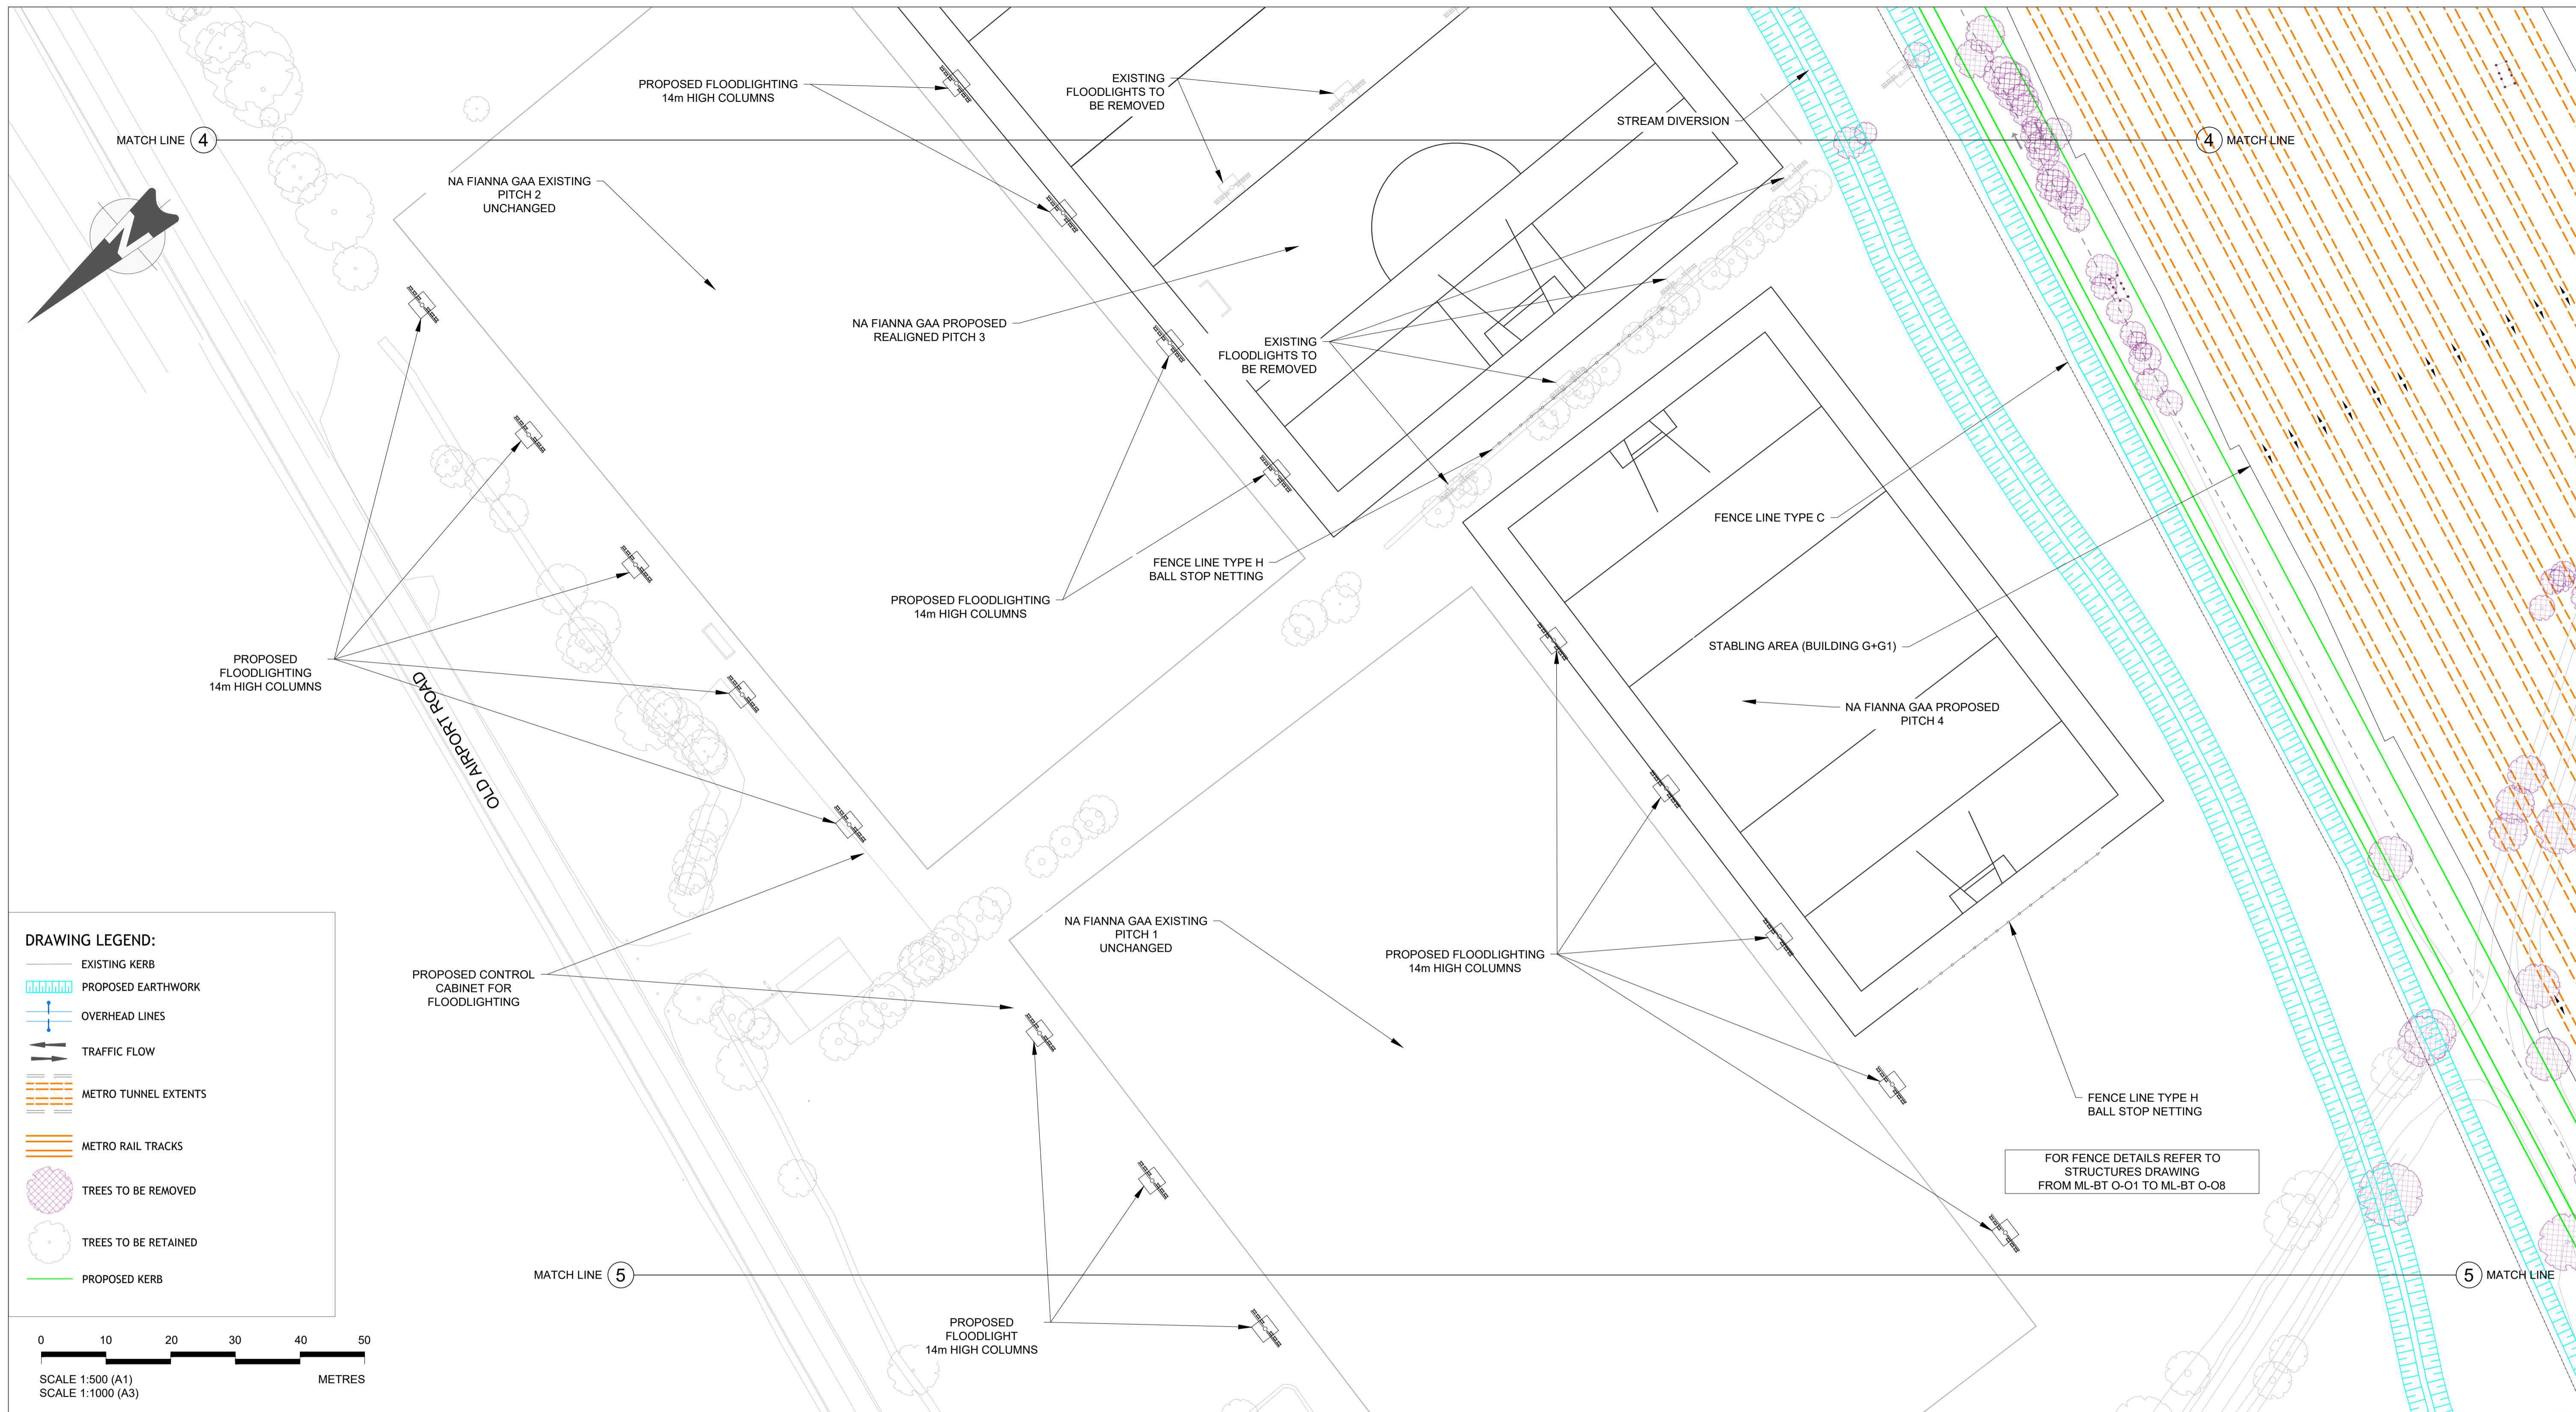 PROPOSED FLOODLIGHTING
14m HIGH COLUMNS
EXISTING
FLOODLIGHTS TO
BE REMOVED
STREAM DIVERSION
MATCH LINE 4
4 MATCH LINE
NA FIANNA GAA EXISTING
PITCH 2
UNCHANGED
NA FIANNA GAA PROPOSED
REALIGNED PITCH 3
EXISTING
FLOODLIGHTS TO
BE REMOVED
FENCE LINE TYPE C
FENCE LINE TYPE H
BALL STOP NETTING
PROPOSED FLOODLIGHTING
14m HIGH COLUMNS
STABLING AREA (BUILDING G+G1)
PROPOSED
FLOODLIGHTING
14m HIGH COLUMNS
OLD AIRPORT ROAD
NA FIANNA GAA PROPOSED
PITCH 4
NA FIANNA GAA EXISTING
PITCH 1
UNCHANGED
PROPOSED FLOODLIGHTING
14m HIGH COLUMNS
PROPOSED CONTROL
CABINET FOR
FLOODLIGHTING
FENCE LINE TYPE H
BALL STOP NETTING
FOR FENCE DETAILS REFER TO
STRUCTURES DRAWING
FROM ML-BT O-O1 TO ML-BT O-O8
MATCH LINE 5
5 MATCH LINE
PROPOSED
FLOODLIGHT
14m HIGH COLUMNS
DRAWING LEGEND:
EXISTING KERB
PROPOSED EARTHWORK
OVERHEAD LINES
TRAFFIC FLOW
METRO TUNNEL EXTENTS
METRO RAIL TRACKS
TREES TO BE REMOVED
TREES TO BE RETAINED
PROPOSED KERB
0 10 20 30 40 50
SCALE 1:500 (A1) METRES
SCALE 1:1000 (A3)